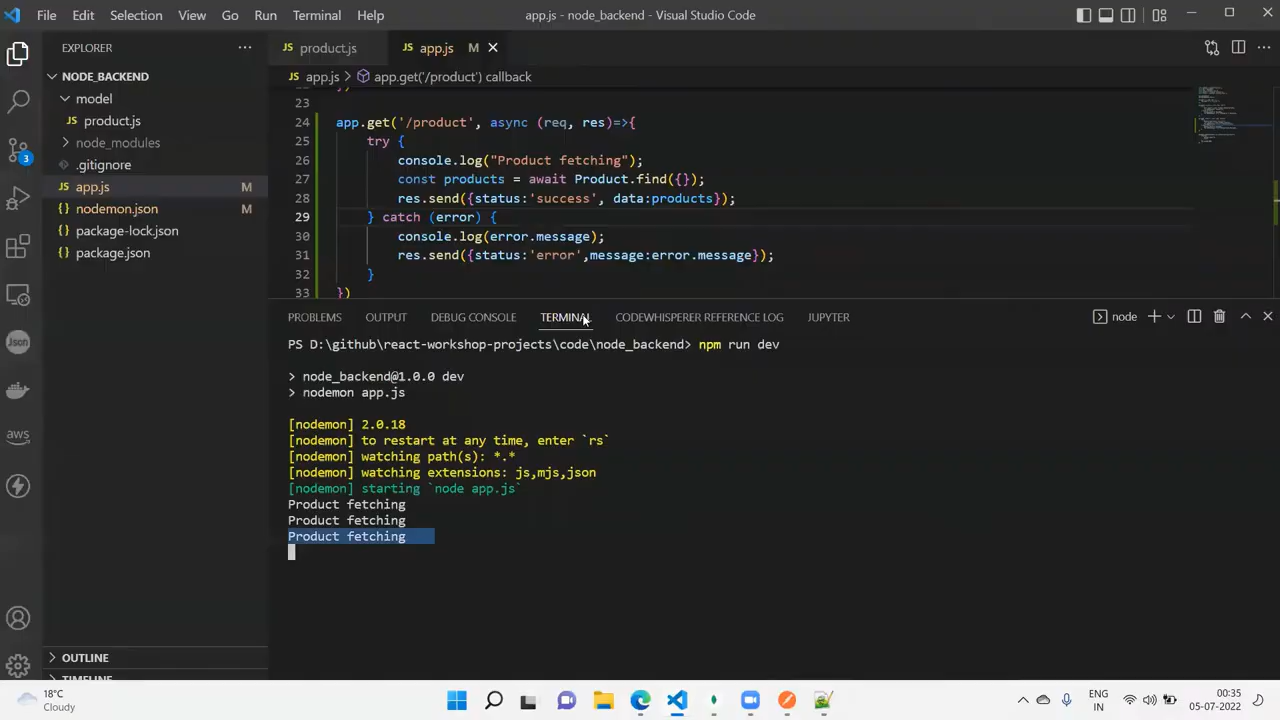 File Edit Selection View Go Run Terminal Help
app.js - node_backend - Visual Studio Code
EXPLORER
NODE_BACKEND
model
product.js
node_modules
.gitignore
app.js M
nodemon.json M
package-lock.json
package.json
OUTLINE
3
JSON
aws
JS product.js
JS app.js M
JS app.js > app.get('/product') callback
23
24 app.get('/product', async (req, res)=>{
25 try {
26 console.log("Product fetching");
27 const products = await Product.find({});
28 res.send({status:'success', data:products});
29 } catch (error) {
30 console.log(error.message);
31 res.send({status:'error',message:error.message});
32 }
33 })
PROBLEMS OUTPUT DEBUG CONSOLE TERMINAL CODEWHISPERER REFERENCE LOG JUPYTER
node
PS D:\github\react-workshop-projects\code\node_backend> npm run dev
> node_backend@1.0.0 dev
> nodemon app.js
[nodemon] 2.0.18
[nodemon] to restart at any time, enter `rs`
[nodemon] watching path(s): *.*
[nodemon] watching extensions: js,mjs,json
[nodemon] starting `node app.js`
Product fetching
Product fetching
Product fetching
18°C
Cloudy
ENG
IN
00:35
05-07-2022